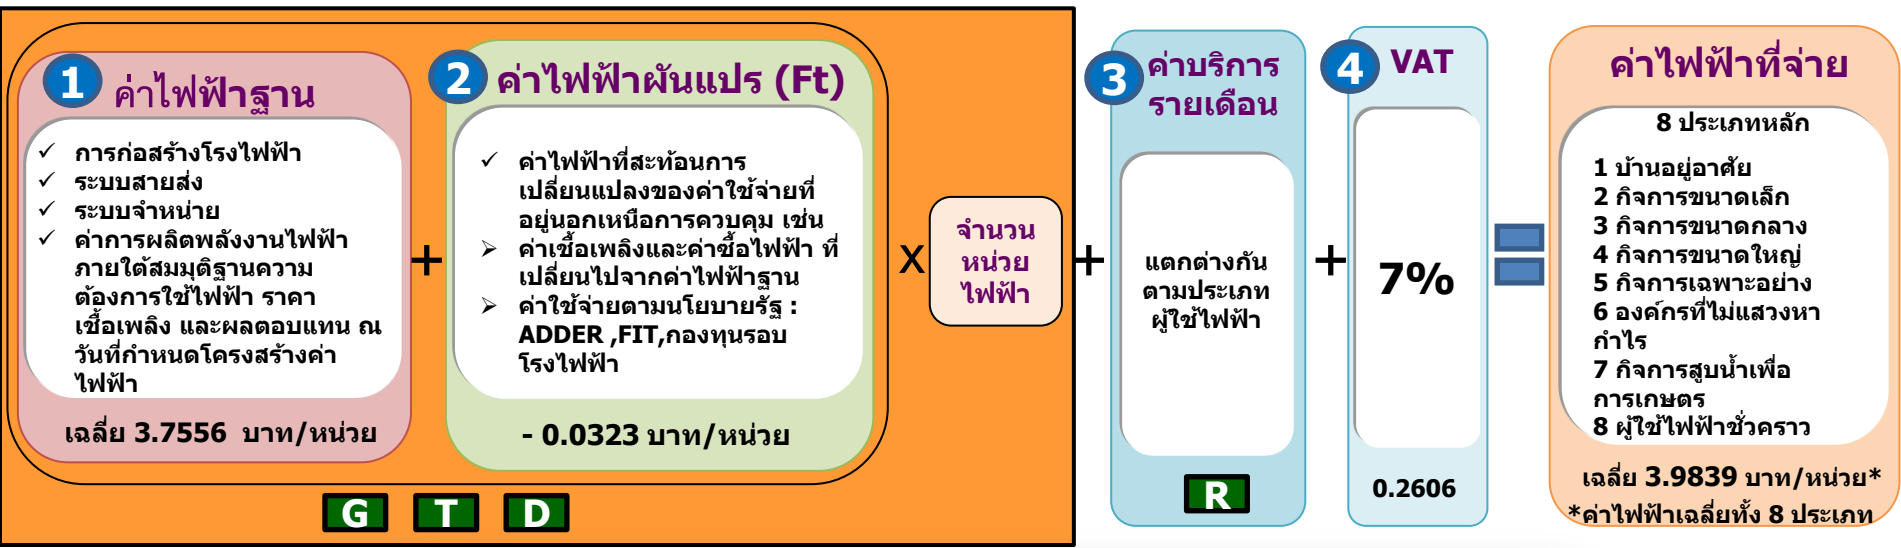 1
ค่าไฟฟ้าฐาน
✓ การก่อสร้างโรงไฟฟ้า
✓ ระบบสายส่ง
✓ ระบบจำหน่าย
✓ ค่าการผลิตพลังงานไฟฟ้า
ภายใต้สมมุติฐานความ
ต้องการใช้ไฟฟ้า ราคา
เชื้อเพลิง และผลตอบแทน ณ
วันที่กำหนดโครงสร้างค่า
ไฟฟ้า
เฉลี่ย 3.7556 บาท/หน่วย
+
2
ค่าไฟฟ้าผันแปร (Ft)
✓ ค่าไฟฟ้าที่สะท้อนการ
เปลี่ยนแปลงของค่าใช้จ่ายที่
อยู่นอกเหนือการควบคุม เช่น
➢ ค่าเชื้อเพลิงและค่าซื้อไฟฟ้า ที่
เปลี่ยนไปจากค่าไฟฟ้าฐาน
➢ ค่าใช้จ่ายตามนโยบายรัฐ :
ADDER ,FIT,กองทุนรอบ
โรงไฟฟ้า
- 0.0323 บาท/หน่วย
G T D
x
จำนวน
หน่วย
ไฟฟ้า
+
3
ค่าบริการ
รายเดือน
แตกต่างกัน
ตามประเภท
ผู้ใช้ไฟฟ้า
R
+
4
VAT
7%
0.2606
=
ค่าไฟฟ้าที่จ่าย
8 ประเภทหลัก
1 บ้านอยู่อาศัย
2 กิจการขนาดเล็ก
3 กิจการขนาดกลาง
4 กิจการขนาดใหญ่
5 กิจการเฉพาะอย่าง
6 องค์กรที่ไม่แสวงหา
กำไร
7 กิจการสูบน้ำเพื่อ
การเกษตร
8 ผู้ใช้ไฟฟ้าชั่วคราว
เฉลี่ย 3.9839 บาท/หน่วย*
*ค่าไฟฟ้าเฉลี่ยทั้ง 8 ประเภท